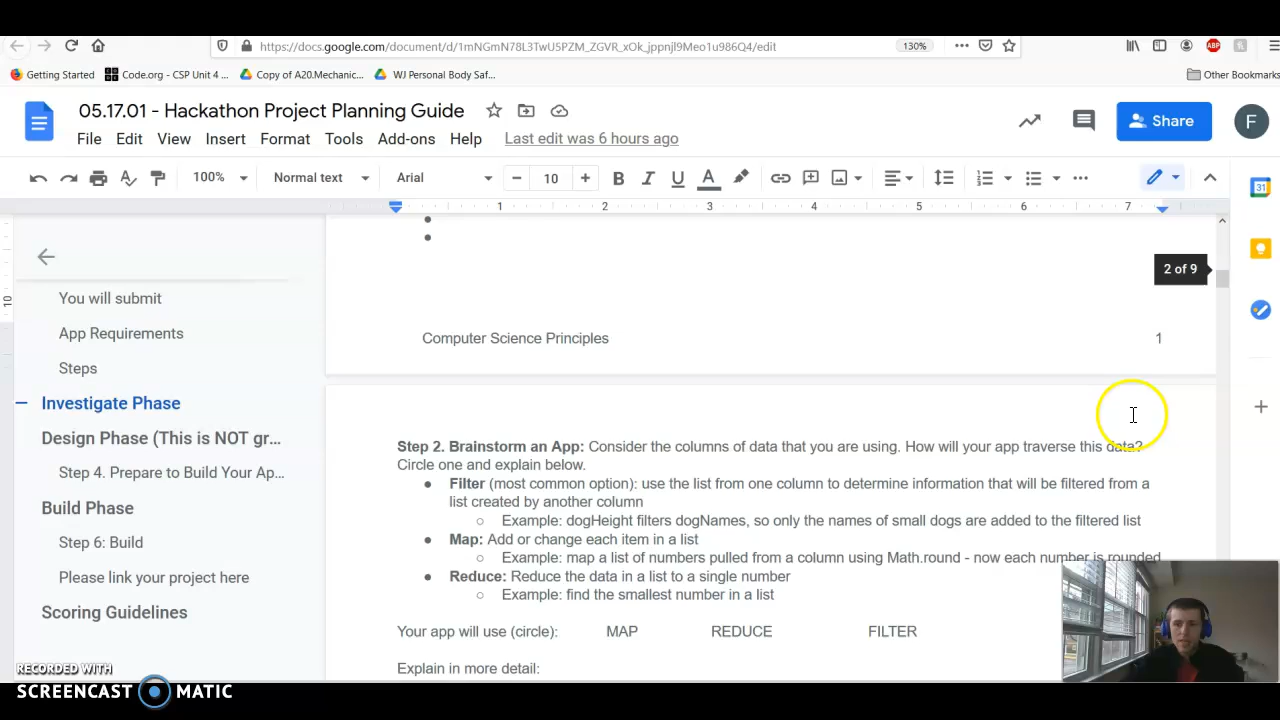 https://docs.google.com/document/d/1mNGmN78L3TwU5PZM_ZGVR_xOk_jppnjl9Meo1u986Q4/edit
130%
ABP
Getting Started
Code.org - CSP Unit 4 ...
Copy of A20.Mechanic...
WJ Personal Body Saf...
Other Bookmarks
05.17.01 - Hackathon Project Planning Guide
Share
F
File Edit View Insert Format Tools Add-ons Help Last edit was 6 hours ago
100% Normal text Arial 10 B I U A
31
1 2 3 4 5 6 7
10
2 of 9
You will submit
App Requirements
Steps
Investigate Phase
Design Phase (This is NOT gr...
Step 4. Prepare to Build Your Ap...
Build Phase
Step 6: Build
Please link your project here
Scoring Guidelines
Computer Science Principles 1
Step 2. Brainstorm an App: Consider the columns of data that you are using. How will your app traverse this data?
Circle one and explain below.
Filter (most common option): use the list from one column to determine information that will be filtered from a
list created by another column
Example: dogHeight filters dogNames, so only the names of small dogs are added to the filtered list
Map: Add or change each item in a list
Example: map a list of numbers pulled from a column using Math.round - now each number is rounded
Reduce: Reduce the data in a list to a single number
Example: find the smallest number in a list
Your app will use (circle): MAP REDUCE FILTER
Explain in more detail:
RECORDED WITH
SCREENCAST MATIC